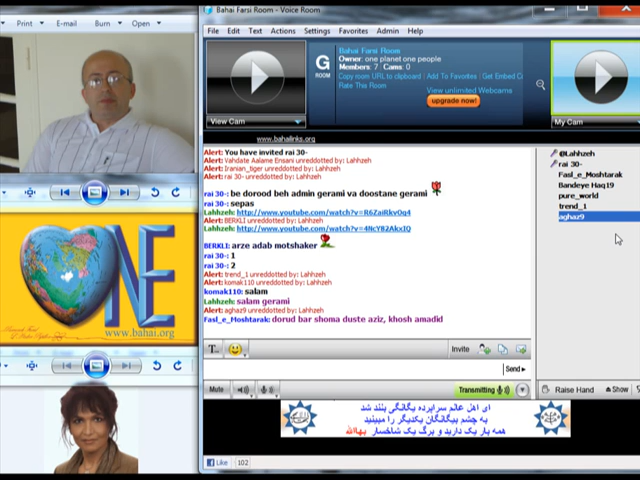 Print
E-mail
Burn
Open
Bahai Farsi Room - Voice Room
File Edit Text Actions Settings Favorites Admin Help
G
ROOM
Bahai Farsi Room
Owner: one planet one people
Members: 7 Cams: 0
Copy room URL to clipboard | Add To Favorites | Get Embed C
Rate This Room
View unlimited Webcams
upgrade now!
View Cam
My Cam
www.bahailinks.org
Alert: You have invited rai 30-
Alert: Vahdate Aalame Ensani unreddotted by: Lahhzeh
Alert: Iranian_tiger unreddotted by: Lahhzeh
Alert: rai 30- unreddotted by: Lahhzeh
rai 30-: be dorood beh admin gerami va doostane gerami
rai 30-: sepas
Lahhzeh: http://www.youtube.com/watch?v=R6ZaiRkvOq4
Alert: BERKLI unreddotted by: Lahhzeh
Lahhzeh: http://www.youtube.com/watch?v=4NcYB2AkxIQ
BERKLI: arze adab motshaker
rai 30-: 1
rai 30-: 2
Alert: trend_1 unreddotted by: Lahhzeh
Alert: komak110 unreddotted by: Lahhzeh
komak110: salam
Lahhzeh: salam gerami
Alert: aghaz9 unreddotted by: Lahhzeh
Fasl_e_Moshtarak: dorud bar shoma duste aziz, khosh amadid
@Lahhzeh
rai 30-
Fasl_e_Moshtarak
Bandeye Haq19
pure_world
trend_1
aghaz9
ONE
www.bahai.org
T...
Invite
Send
Mute
Transmitting
Raise Hand
Show
ای اهل عالم سراپرده یگانگی بلند شد
به چشم بیگانگان یکدیگر را مبینید
همه بار یک دارید و برگ یک شاخسار بهاالله
Like 102